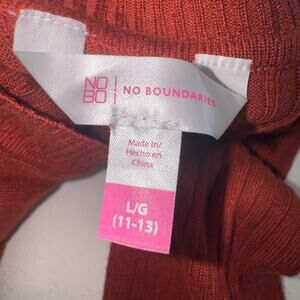 NO
BO
NO BOUNDARIES
Made in/
Hecho en
China
L/G
(11-13)